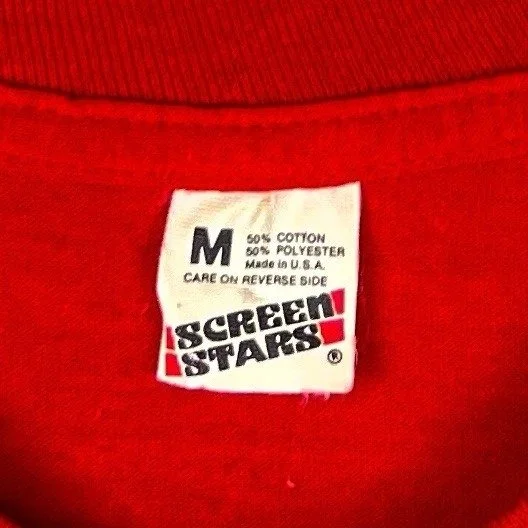 M
50% COTTON
50% POLYESTER
Made in U.S.A.
CARE ON REVERSE SIDE
SCREEN
STARS ®